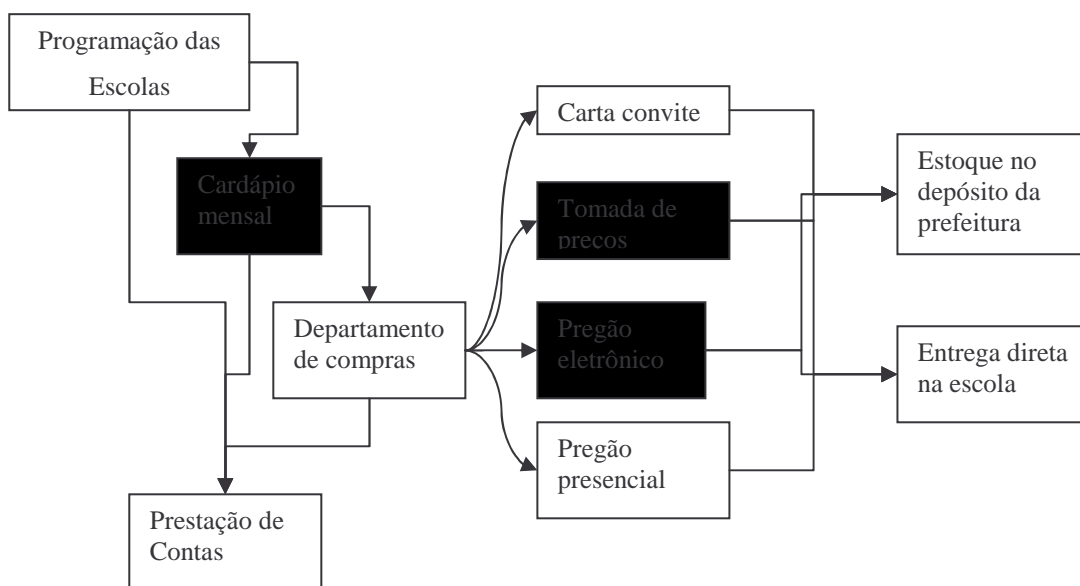 Programação das
Escolas
Cardápio
mensal
Departamento
de compras
Prestação de
Contas
Carta convite
Tomada de
preços
Pregão
eletrônico
Pregão
presencial
Estoque no
depósito da
prefeitura
Entrega direta
na escola